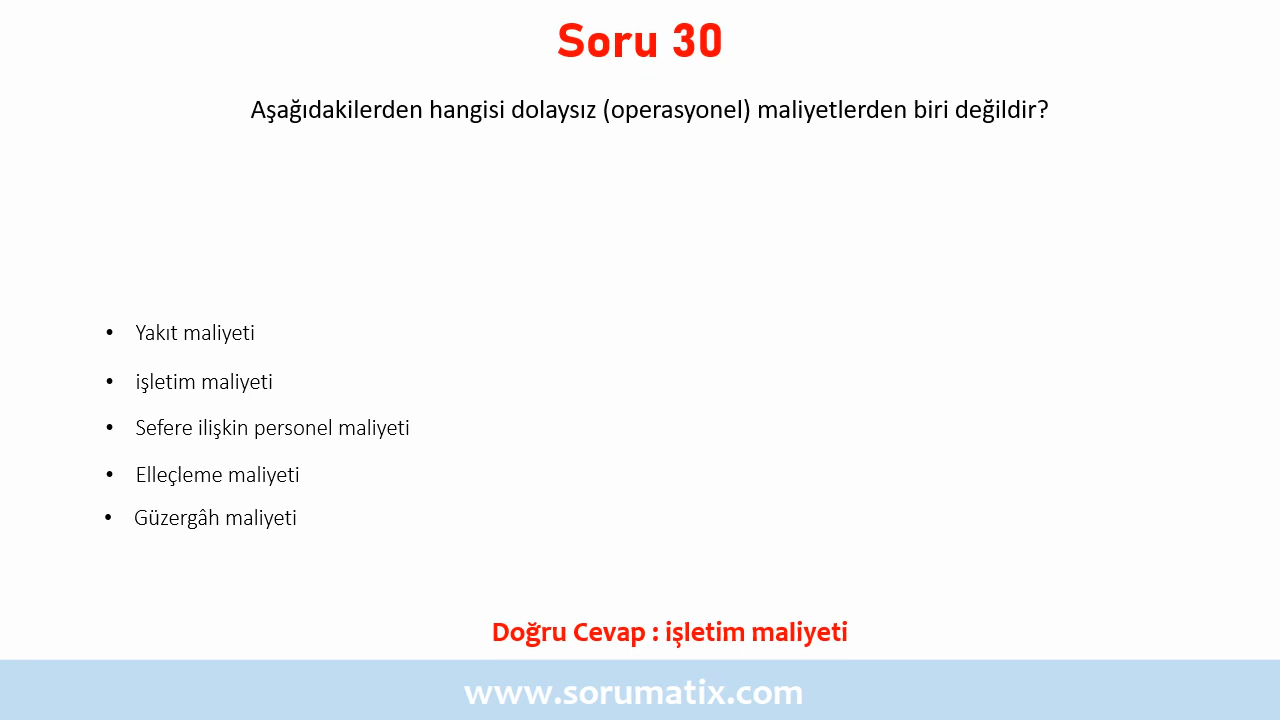 Soru 30
Aşağıdakilerden hangisi dolaysız (operasyonel) maliyetlerden biri değildir?
• Yakıt maliyeti
• işletim maliyeti
• Sefere ilişkin personel maliyeti
• Elleçleme maliyeti
• Güzergâh maliyeti
Doğru Cevap : işletim maliyeti
www.sorumatix.com